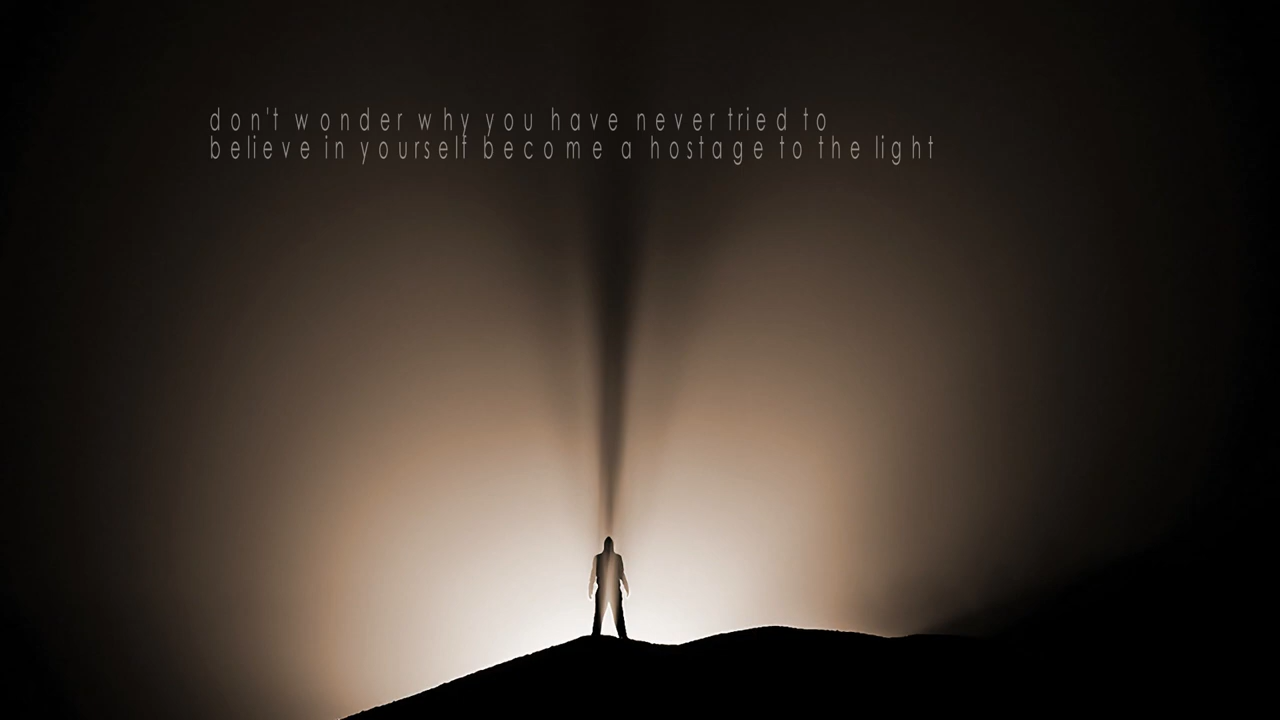 don't wonder why you have never tried to
believe in yourself become a hostage to the light